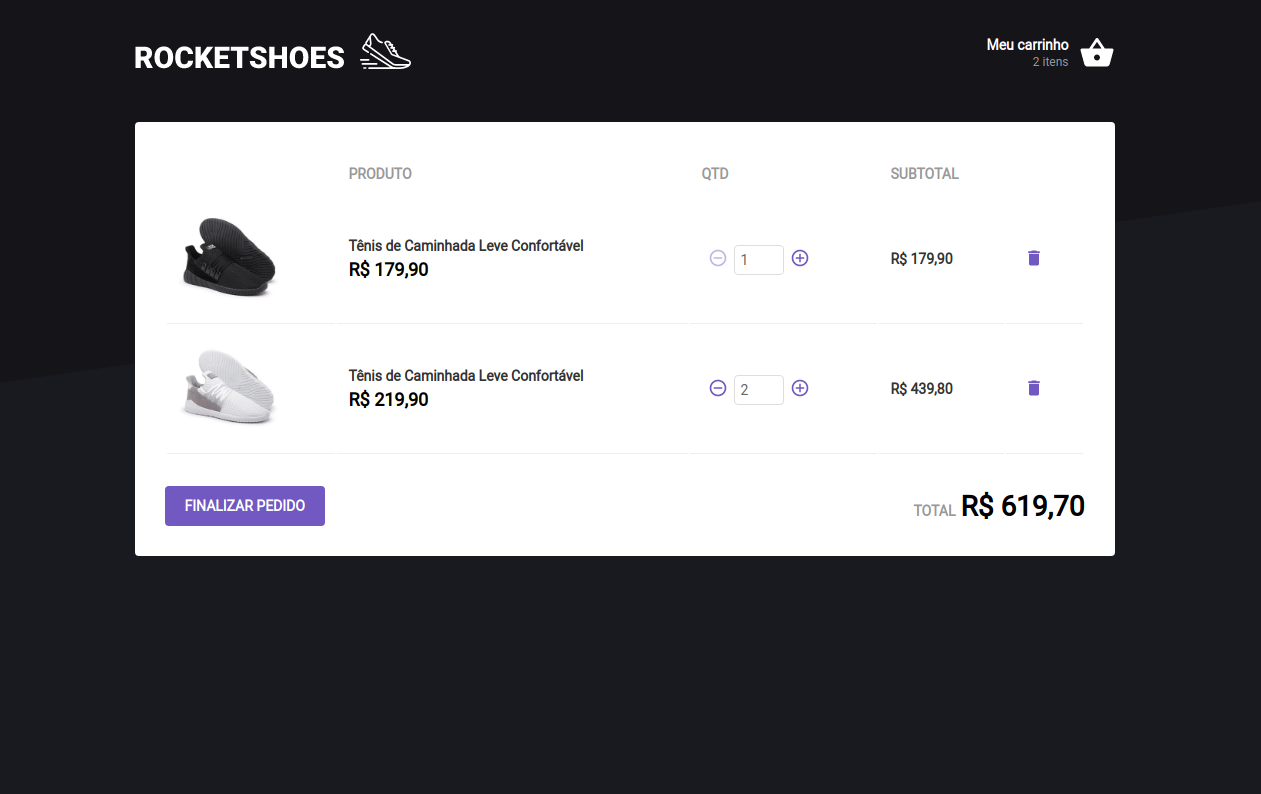 ROCKETSHOES
Meu carrinho
2 itens
PRODUTO QTD SUBTOTAL
Tênis de Caminhada Leve Confortável
R$ 179,90
1
R$ 179,90
Tênis de Caminhada Leve Confortável
R$ 219,90
2
R$ 439,80
FINALIZAR PEDIDO
TOTAL R$ 619,70